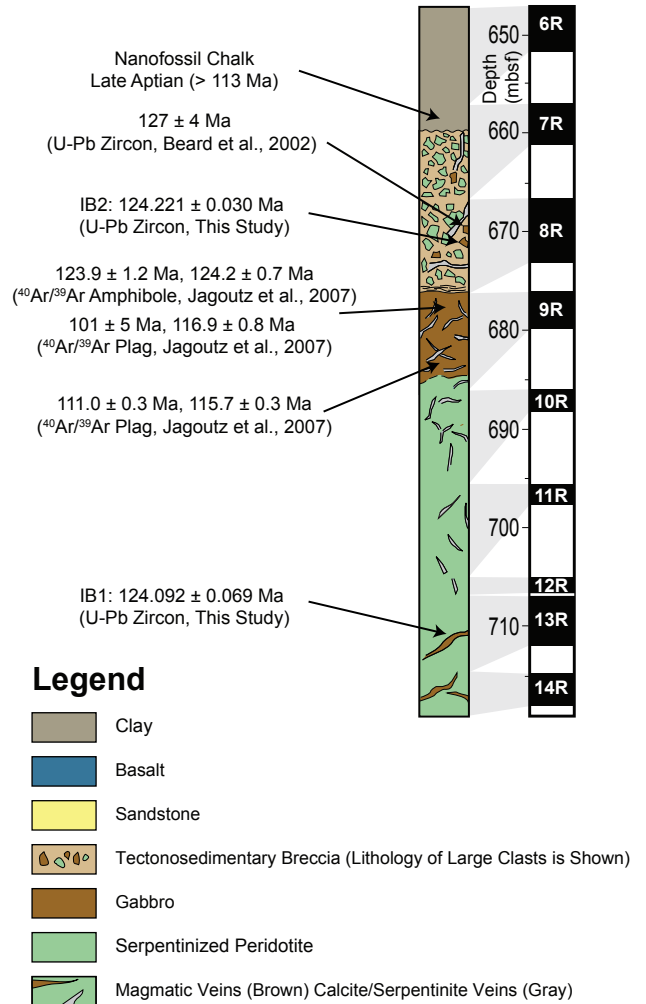 Nanofossil Chalk
Late Aptian (> 113 Ma)
127 ± 4 Ma
(U-Pb Zircon, Beard et al., 2002)
IB2: 124.221 ± 0.030 Ma
(U-Pb Zircon, This Study)
123.9 ± 1.2 Ma, 124.2 ± 0.7 Ma
(⁴⁰Ar/³⁹Ar Amphibole, Jagoutz et al., 2007)
101 ± 5 Ma, 116.9 ± 0.8 Ma
(⁴⁰Ar/³⁹Ar Plag, Jagoutz et al., 2007)
111.0 ± 0.3 Ma, 115.7 ± 0.3 Ma
(⁴⁰Ar/³⁹Ar Plag, Jagoutz et al., 2007)
IB1: 124.092 ± 0.069 Ma
(U-Pb Zircon, This Study)
Depth
(mbsf)
650
660
670
680
690
700
710
6R
7R
8R
9R
10R
11R
12R
13R
14R
Legend
Clay
Basalt
Sandstone
Tectonosedimentary Breccia (Lithology of Large Clasts is Shown)
Gabbro
Serpentinized Peridotite
Magmatic Veins (Brown) Calcite/Serpentinite Veins (Gray)